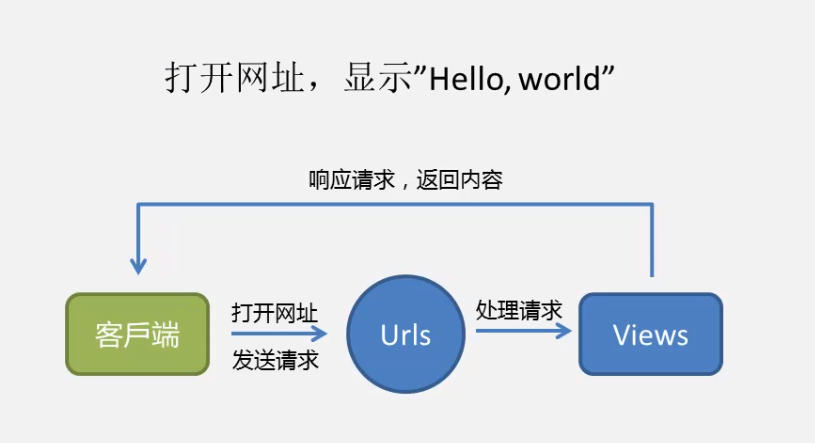 打开网址，显示”Hello, world”
响应请求，返回内容
客戶端
打开网址
发送请求
Urls
处理请求
Views